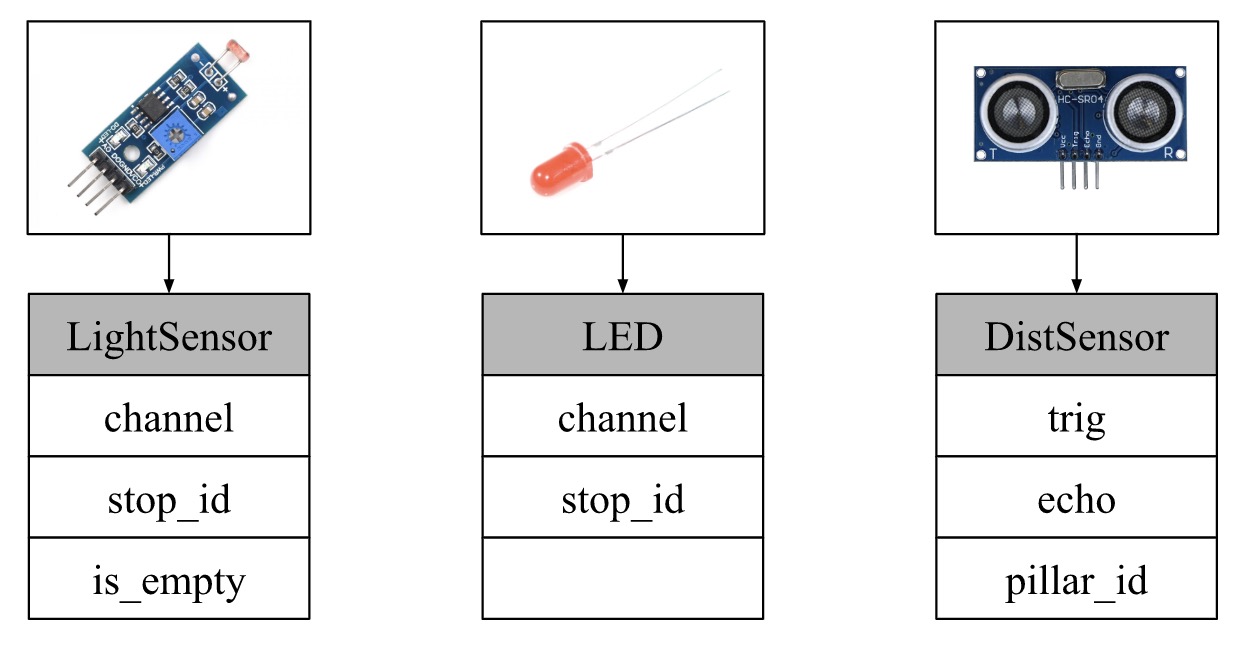 HC-SR04
T
Vcc
Trig
Echo
Gnd
R
LightSensor
LED
DistSensor
channel
channel
trig
stop_id
stop_id
echo
is_empty
pillar_id